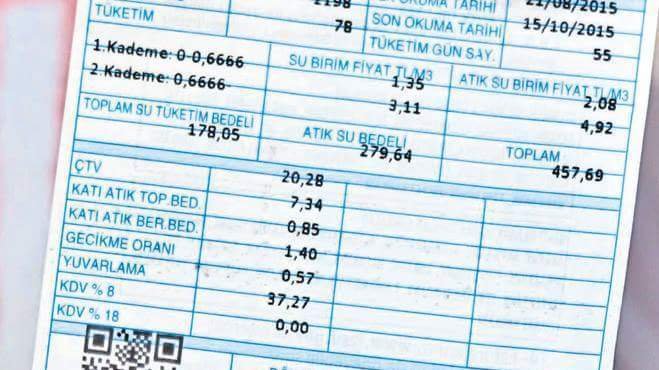 1198
OKUMA TARİHİ 21/08/2015
TÜKETİM 78
SON OKUMA TARİHİ 15/10/2015
TÜKETİM GÜN SAY. 55
1.Kademe: 0-0,6666
2.Kademe: 0,6666-
SU BİRİM FİYAT TL/M3
1,35
3,11
ATIK SU BİRİM FİYAT TL/M3
2,08
4,92
TOPLAM SU TÜKETİM BEDELİ
178,05
ATIK SU BEDELİ
279,64
TOPLAM
457,69
ÇTV 20,28
KATI ATIK TOP.BED. 7,34
KATI ATIK BER.BED. 0,85
GECİKME ORANI 1,40
YUVARLAMA 0,57
KDV % 8 37,27
KDV % 18 0,00